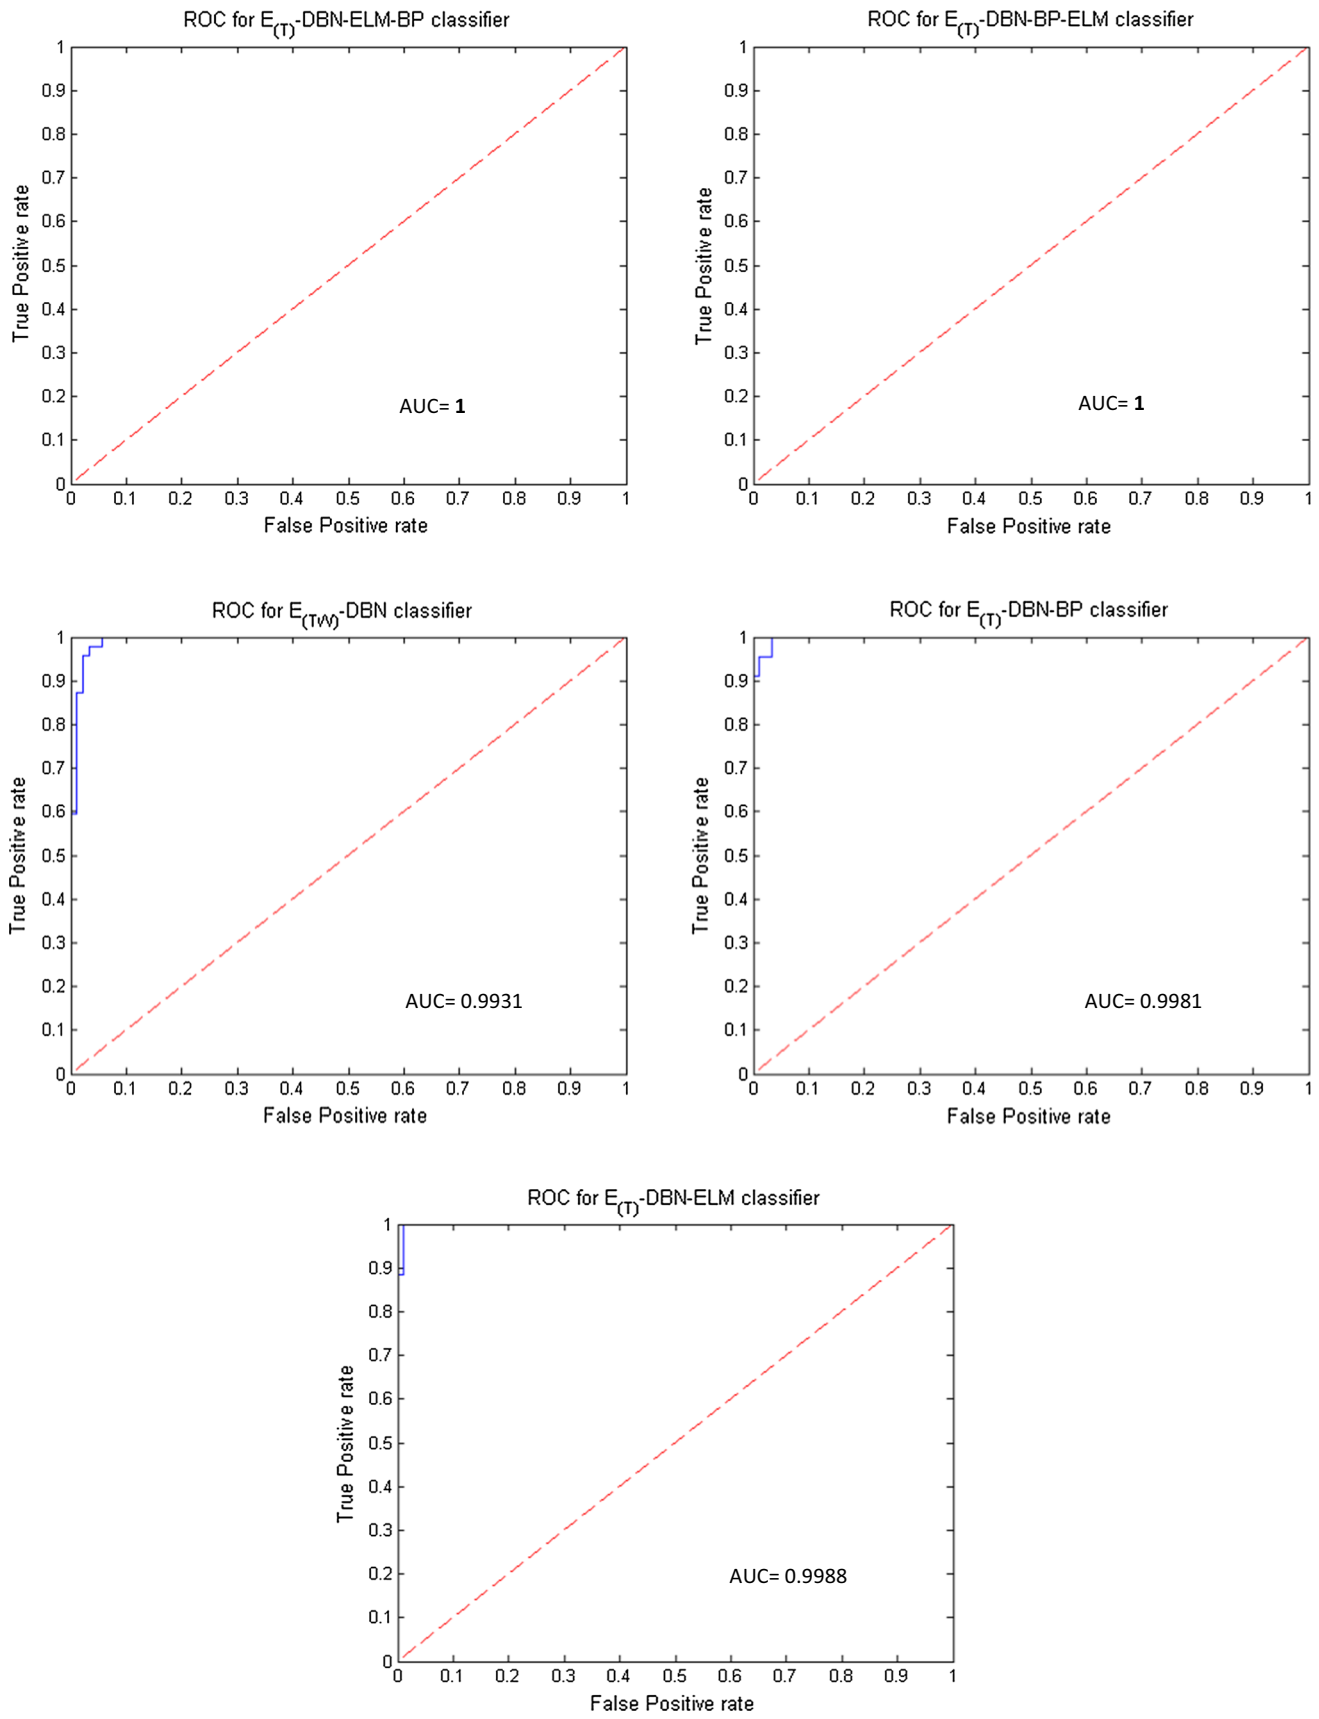 ROC for E(T)-DBN-ELM-BP classifier
1
0.9
0.8
0.7
0.6
0.5
0.4
0.3
0.2
0.1
0
True Positive rate
AUC= 1
0 0.1 0.2 0.3 0.4 0.5 0.6 0.7 0.8 0.9 1
False Positive rate
ROC for E(T)-DBN-BP-ELM classifier
1
0.9
0.8
0.7
0.6
0.5
0.4
0.3
0.2
0.1
0
True Positive rate
AUC= 1
0 0.1 0.2 0.3 0.4 0.5 0.6 0.7 0.8 0.9 1
False Positive rate
ROC for E(TVV)-DBN classifier
1
0.9
0.8
0.7
0.6
0.5
0.4
0.3
0.2
0.1
0
True Positive rate
AUC= 0.9931
0 0.1 0.2 0.3 0.4 0.5 0.6 0.7 0.8 0.9 1
False Positive rate
ROC for E(T)-DBN-BP classifier
1
0.9
0.8
0.7
0.6
0.5
0.4
0.3
0.2
0.1
0
True Positive rate
AUC= 0.9981
0 0.1 0.2 0.3 0.4 0.5 0.6 0.7 0.8 0.9 1
False Positive rate
ROC for E(T)-DBN-ELM classifier
1
0.9
0.8
0.7
0.6
0.5
0.4
0.3
0.2
0.1
0
True Positive rate
AUC= 0.9988
0 0.1 0.2 0.3 0.4 0.5 0.6 0.7 0.8 0.9 1
False Positive rate